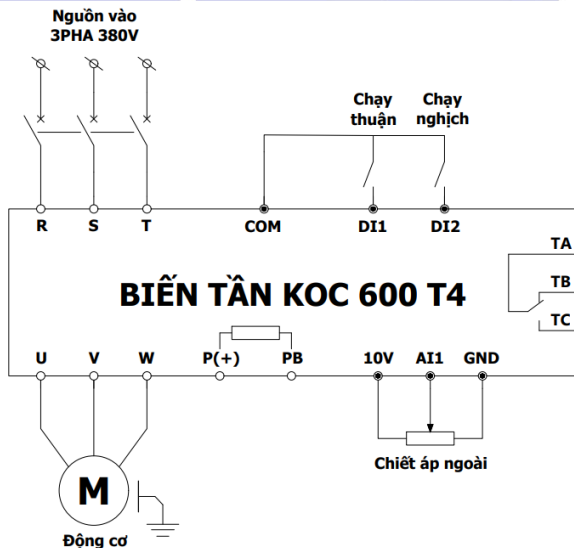 Nguồn vào
3PHA 380V
Chạy
thuận
Chạy
nghịch
R
S
T
COM
DI1
DI2
TA
TB
TC
BIẾN TẦN KOC 600 T4
U
V
W
P(+)
PB
10V
AI1
GND
Chiết áp ngoài
M
Động cơ